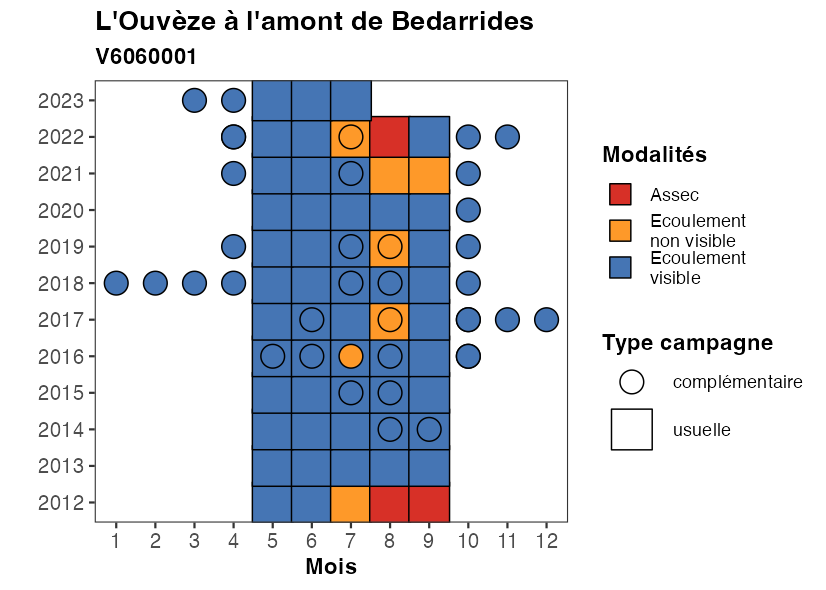 L'Ouvèze à l'amont de Bedarrides
V6060001
2023
2022
2021
2020
2019
2018
2017
2016
2015
2014
2013
2012
1 2 3 4 5 6 7 8 9 10 11 12
Mois
Modalités
Assec
Ecoulement
non visible
Ecoulement
visible
Type campagne
complémentaire
usuelle